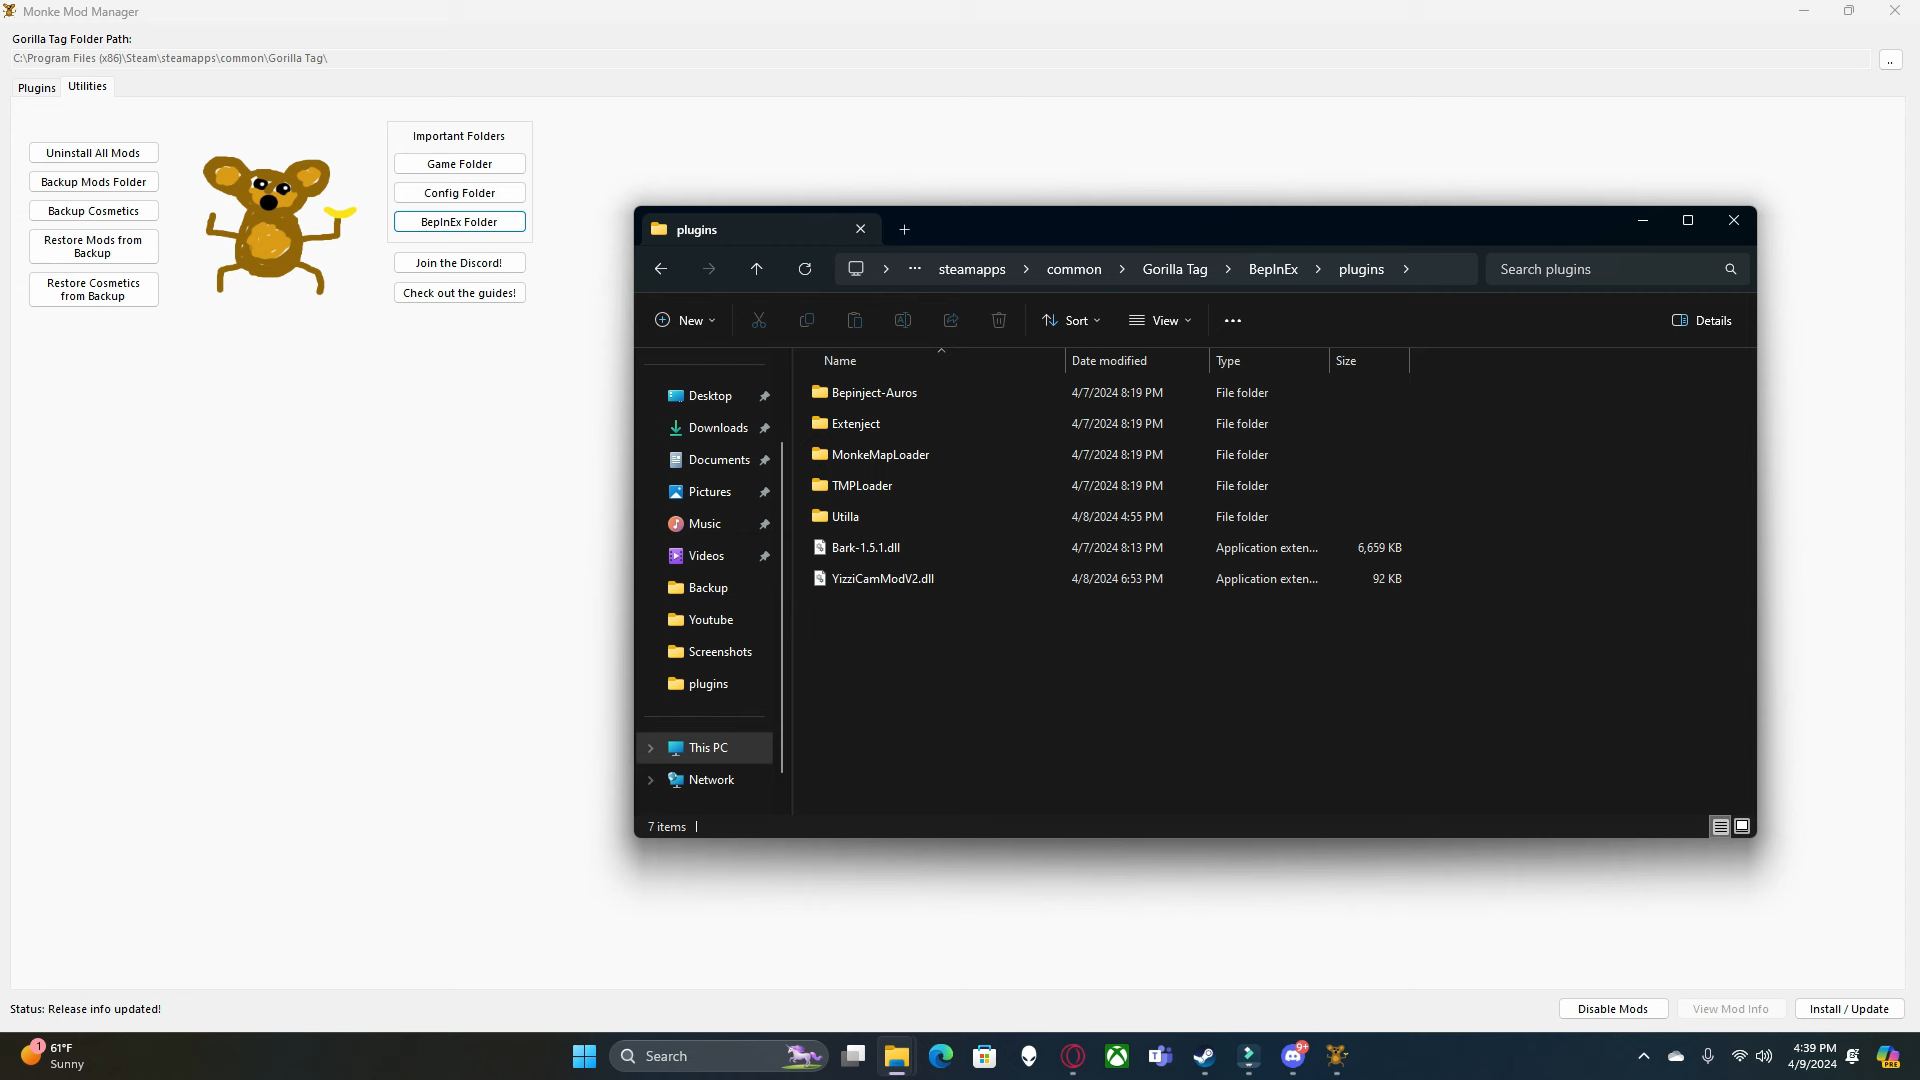 Monke Mod Manager
Gorilla Tag Folder Path:
C:\Program Files (x86)\Steam\steamapps\common\Gorilla Tag\
..
Plugins
Utilities
Uninstall All Mods
Backup Mods Folder
Backup Cosmetics
Restore Mods from
Backup
Restore Cosmetics
from Backup
Important Folders
Game Folder
Config Folder
BepInEx Folder
Join the Discord!
Check out the guides!
plugins
steamapps
common
Gorilla Tag
BepInEx
plugins
Search plugins
New
Sort
View
Details
Name
Date modified
Type
Size
Desktop
Downloads
Documents
Pictures
Music
Videos
Backup
Youtube
Screenshots
plugins
This PC
Network
Bepinject-Auros 4/7/2024 8:19 PM File folder
Extenject 4/7/2024 8:19 PM File folder
MonkeMapLoader 4/7/2024 8:19 PM File folder
TMPLoader 4/7/2024 8:19 PM File folder
Utilla 4/8/2024 4:55 PM File folder
Bark-1.5.1.dll 4/7/2024 8:13 PM Application exten... 6,659 KB
YizziCamModV2.dll 4/8/2024 6:53 PM Application exten... 92 KB
7 items
Status: Release info updated!
Disable Mods
View Mod Info
Install / Update
1
61°F
Sunny
Search
9+
4:39 PM
4/9/2024
PRE